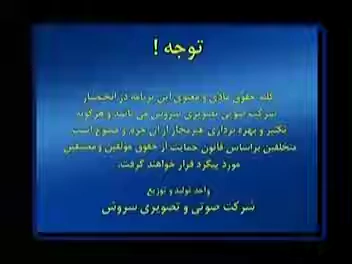 توجه !
کلیه حقوق مادی و معنوی این برنامه در انحصار
شرکت صوتی تصویری سروش می باشد و هرگونه
تکثیر و بهره برداری غیرمجاز از آن جرم و ممنوع است
متخلفین براساس قانون حمایت از حقوق مولفین و مصنفین
مورد پیگرد قرار خواهند گرفت.
واحد تولید و توزیع
شرکت صوتی و تصویری سروش